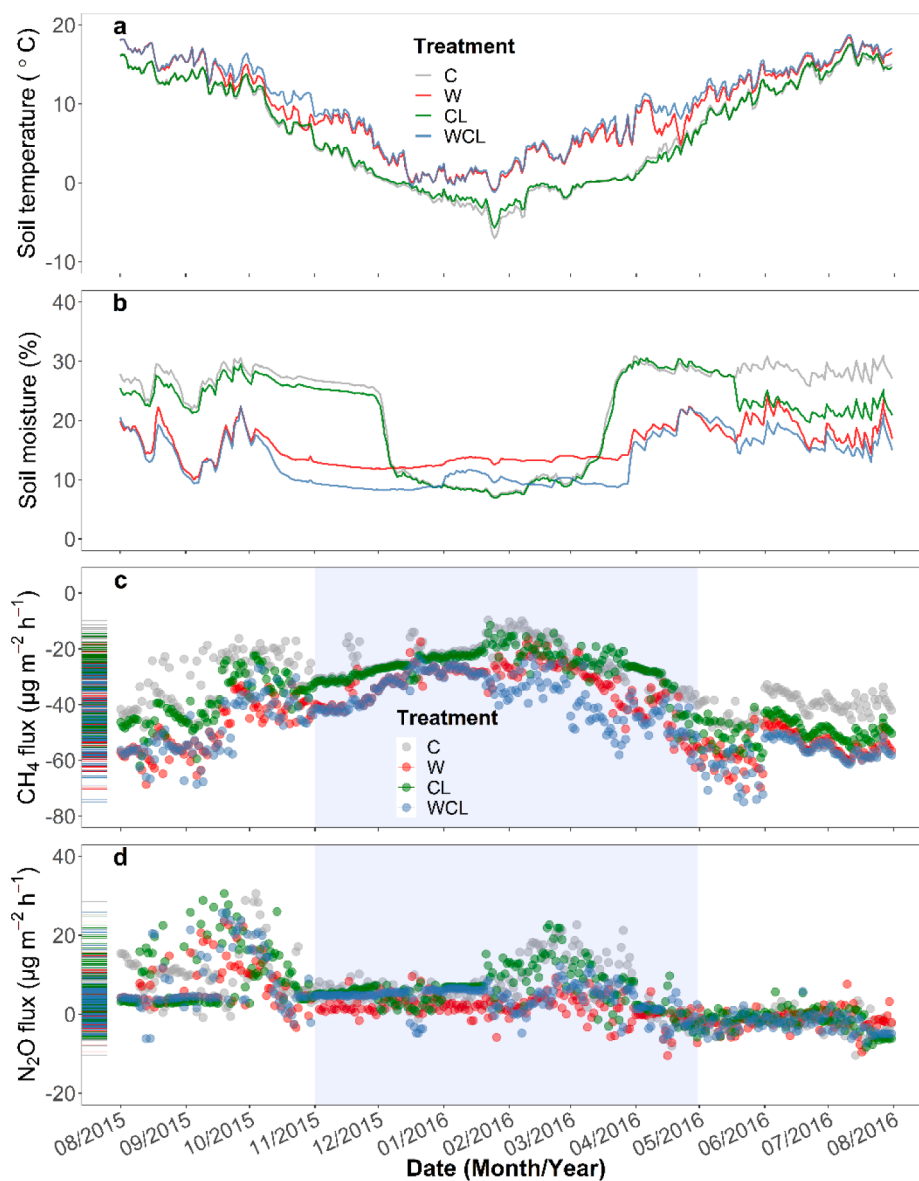 a
20
10
0
-10
Soil temperature ( ° C)
Treatment
C
W
CL
WCL
b
40
30
20
10
0
Soil moisture (%)
c
0
-20
-40
-60
-80
CH₄ flux (µg m⁻² h⁻¹)
Treatment
C
W
CL
WCL
d
40
20
0
-20
N₂O flux (µg m⁻² h⁻¹)
08/2015 09/2015 10/2015 11/2015 12/2015 01/2016 02/2016 03/2016 04/2016 05/2016 06/2016 07/2016 08/2016
Date (Month/Year)